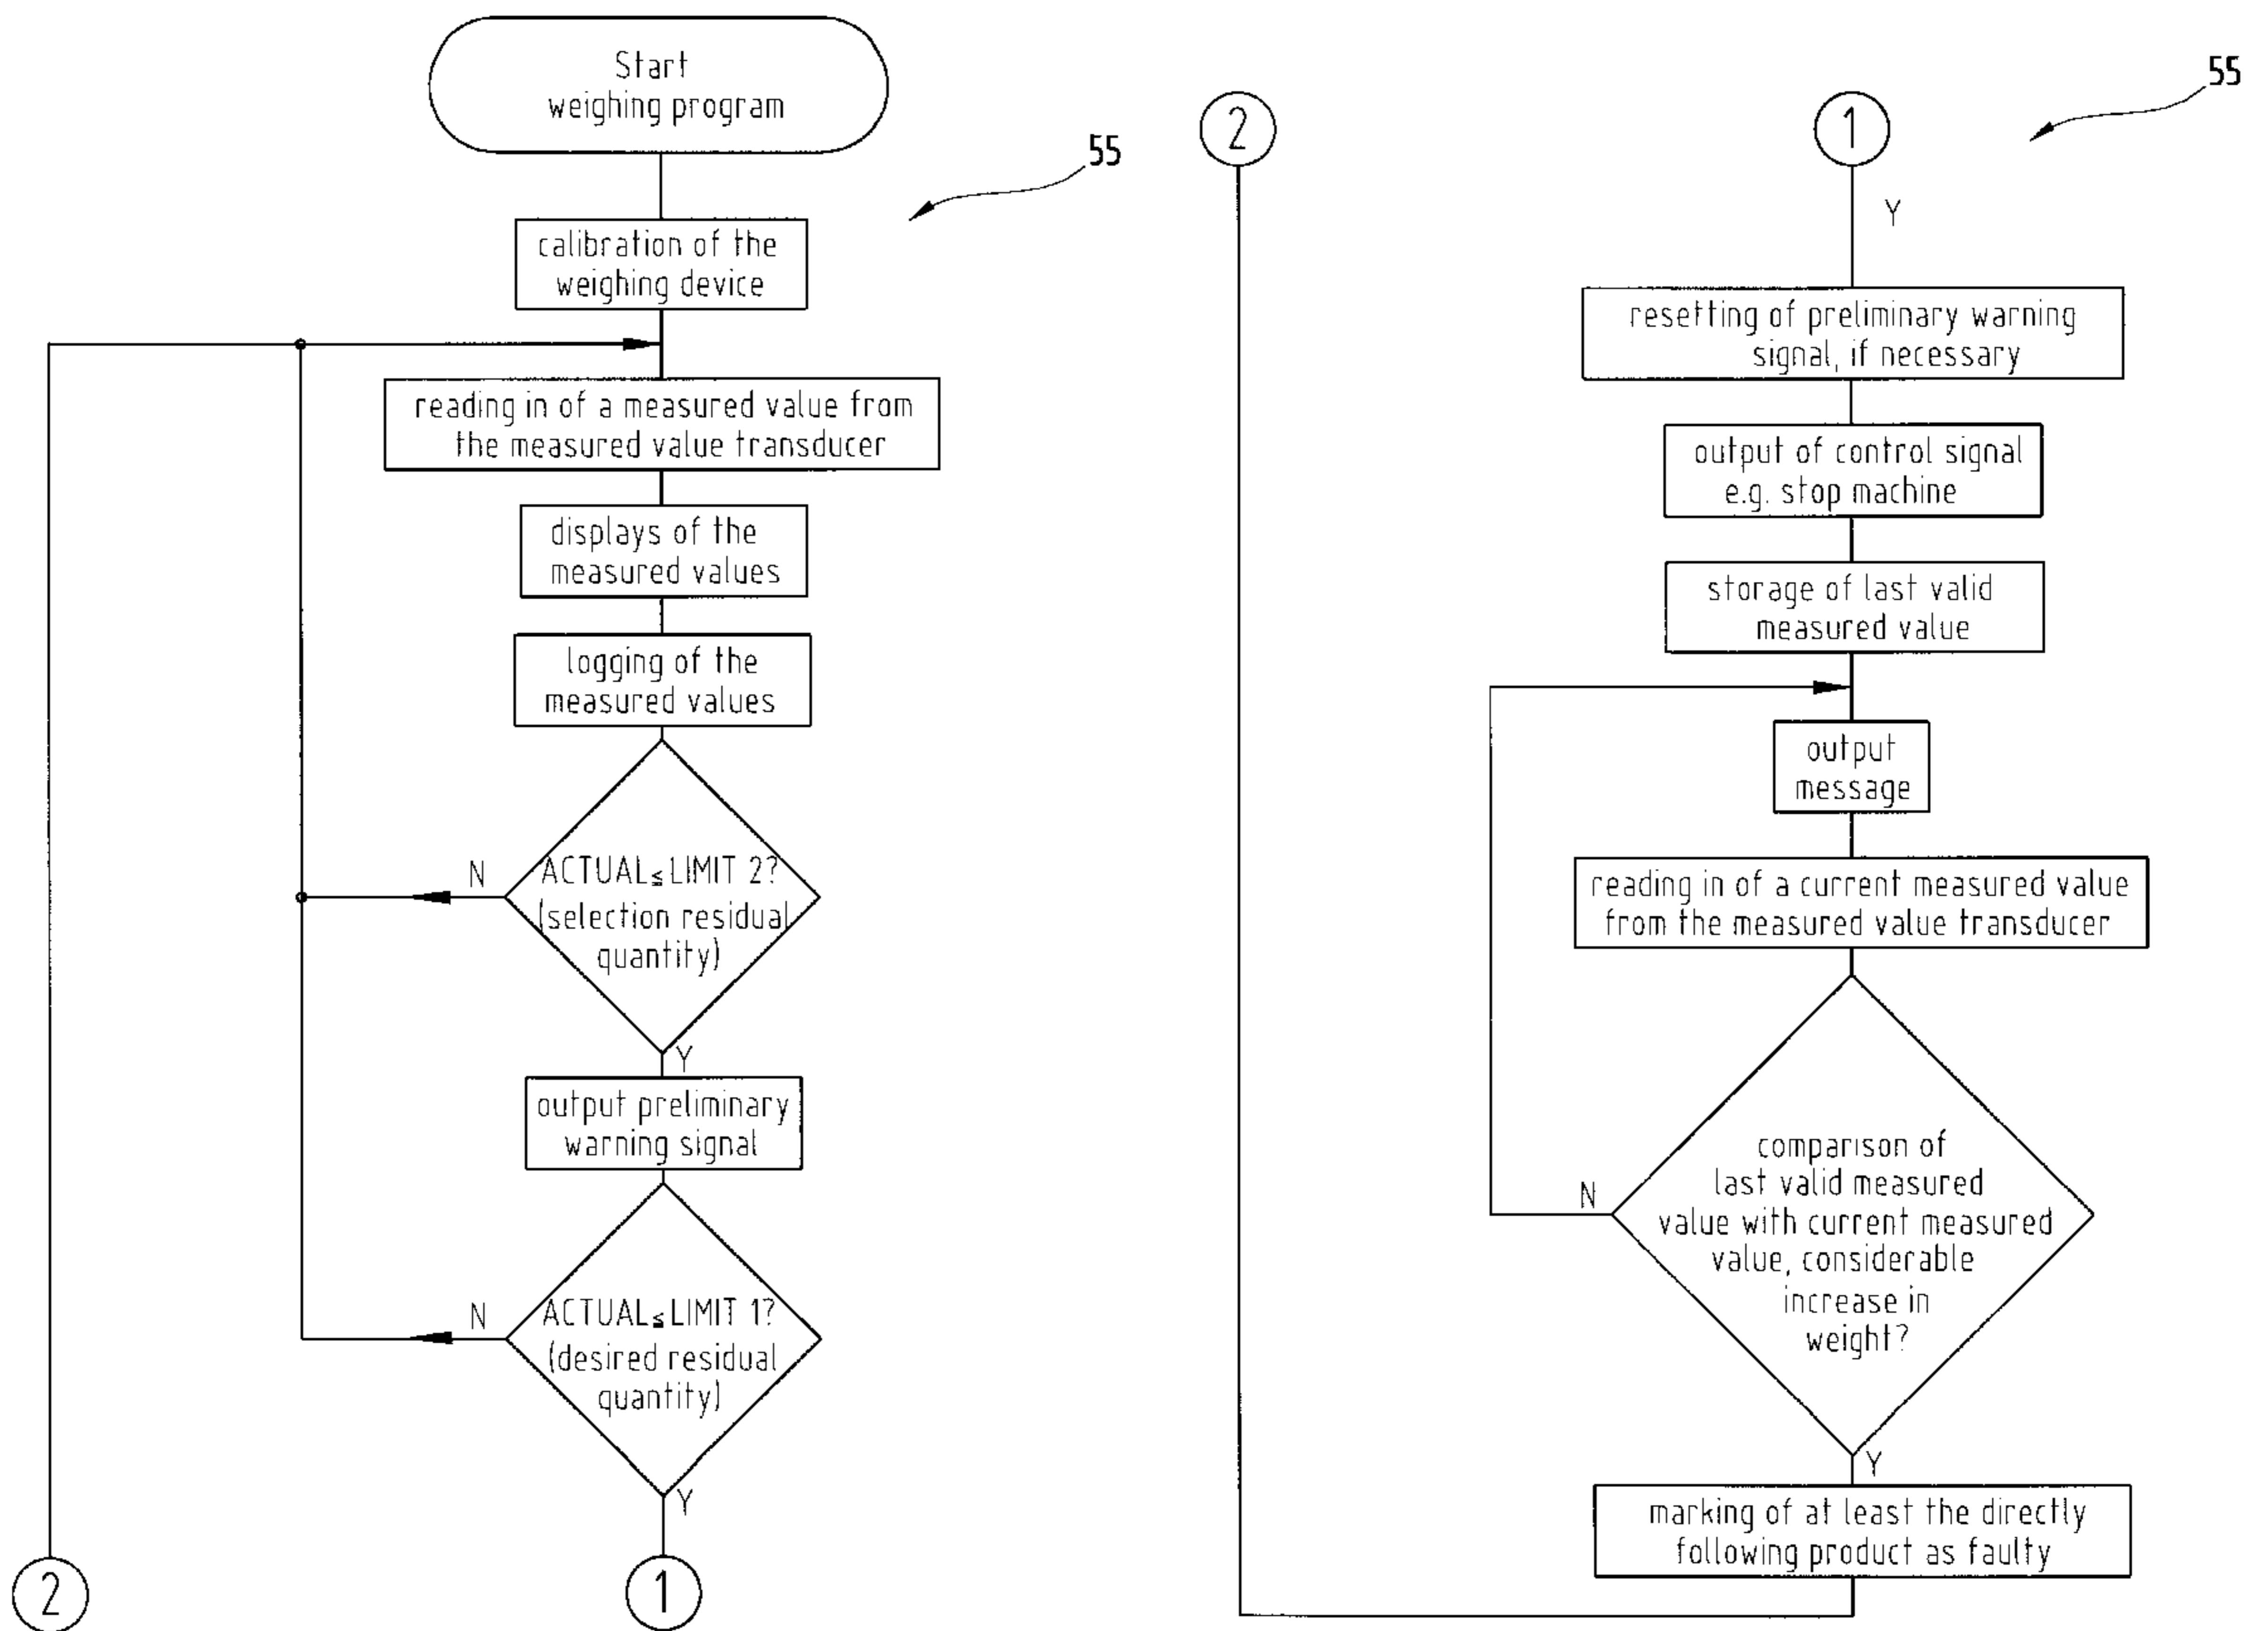 Start
weighing program
55
calibration of the
weighing device
reading in of a measured value from
the measured value transducer
displays of the
measured values
logging of the
measured values
ACTUAL≦LIMIT 2?
(selection residual
quantity)
N
Y
output preliminary
warning signal
ACTUAL≦LIMIT 1?
(desired residual
quantity)
N
Y
2
1
2
1
55
Y
resetting of preliminary warning
signal, if necessary
output of control signal
e.g. stop machine
storage of last valid
measured value
output
message
reading in of a current measured value
from the measured value transducer
comparison of
last valid measured
value with current measured
value, considerable
increase in
weight?
N
Y
marking of at least the directly
following product as faulty